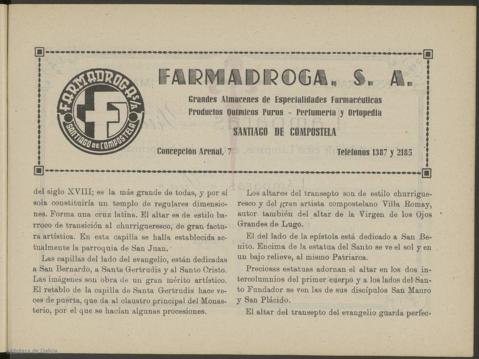 FARMADROGA S/A
SANTIAGO DE COMPOSTELA
FARMADROGA, S. A.
Grandes Almacenes de Especialidades Farmacéuticas
Productos Químicos Puros - Perfumería y Ortopedia
SANTIAGO DE COMPOSTELA
Concepción Arenal, 7
Teléfonos 1387 y 2185
del siglo XVIII; es la más grande de todas, y por sí
sola constituiría un templo de regulares dimensio-
nes. Forma una cruz latina. El altar es de estilo ba-
rroco de transición al churrigueresco, de gran factu-
ra artística. En esta capilla se halla establecida ac-
tualmente la parroquia de San Juan.
Las capillas del lado del evangelio, están dedicadas
a San Bernardo, a Santa Gertrudis y al Santo Cristo.
Las imágenes son obra de un gran mérito artístico.
El retablo de la capilla de Santa Gertrudis hace ve-
ces de puerta, que da al claustro principal del Monas-
terio, por el que se hacían algunas procesiones.
Los altares del transepto son de estilo churrigue-
resco y del gran artista compostelano Villa Romay,
autor también del altar de la Virgen de los Ojos
Grandes de Lugo.
El del lado de la epístola está dedicado a San Be-
nito. Encima de la estatua del Santo se ve el sol y en
un bajo relieve, al mismo Patriarca.
Preciosas estatuas adornan el altar en los dos in-
tercolumnios del primer cuerpo y a los lados del San-
to Fundador se ven las de sus discípulos San Mauro
y San Plácido.
El altar del transepto del evangelio guarda perfec-
Biblioteca de Galicia